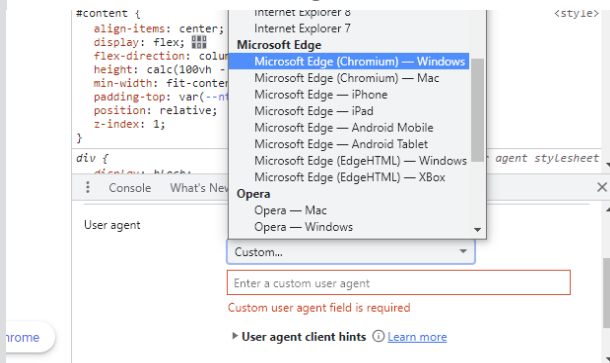 #content {
<style>
align-items: center;
display: flex;
flex-direction: colu
height: calc(100vh -
min-width: fit-conte
padding-top: var(--nt
position: relative;
z-index: 1;
}
div {
agent stylesheet
display: block;
Internet Explorer 8
Internet Explorer 7
Microsoft Edge
Microsoft Edge (Chromium) — Windows
Microsoft Edge (Chromium) — Mac
Microsoft Edge — iPhone
Microsoft Edge — iPad
Microsoft Edge — Android Mobile
Microsoft Edge — Android Tablet
Microsoft Edge (EdgeHTML) — Windows
Microsoft Edge (EdgeHTML) — XBox
Opera
Opera — Mac
Opera — Windows
Console What's Nev
User agent
Custom...
Enter a custom user agent
Custom user agent field is required
User agent client hints Learn more
hrome